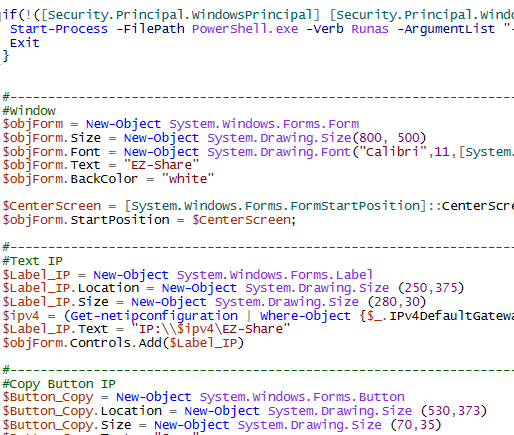 if(!([Security.Principal.WindowsPrincipal] [Security.Principal.Windo
Start-Process -FilePath PowerShell.exe -Verb Runas -ArgumentList "-
Exit
}
#----------------------------------------------------------------------
#Window
$objForm = New-Object System.Windows.Forms.Form
$objForm.Size = New-Object System.Drawing.Size(800, 500)
$objForm.Font = New-Object System.Drawing.Font("Calibri",11,[System.
$objForm.Text = "EZ-Share"
$objForm.BackColor = "white"
$CenterScreen = [System.Windows.Forms.FormStartPosition]::CenterScre
$objForm.StartPosition = $CenterScreen;
#----------------------------------------------------------------------
#Text IP
$Label_IP = New-Object System.Windows.Forms.Label
$Label_IP.Location = New-Object System.Drawing.Size (250,375)
$Label_IP.Size = New-Object System.Drawing.Size (280,30)
$ipv4 = (Get-netipconfiguration | Where-Object {$_.IPv4DefaultGatewa
$Label_IP.Text = "IP:\\$ipv4\EZ-Share"
$objForm.Controls.Add($Label_IP)
#----------------------------------------------------------------------
#Copy Button IP
$Button_Copy = New-Object System.Windows.Forms.Button
$Button_Copy.Location = New-Object System.Drawing.Size (530,373)
$Button_Copy.Size = New-Object System.Drawing.Size (70,35)